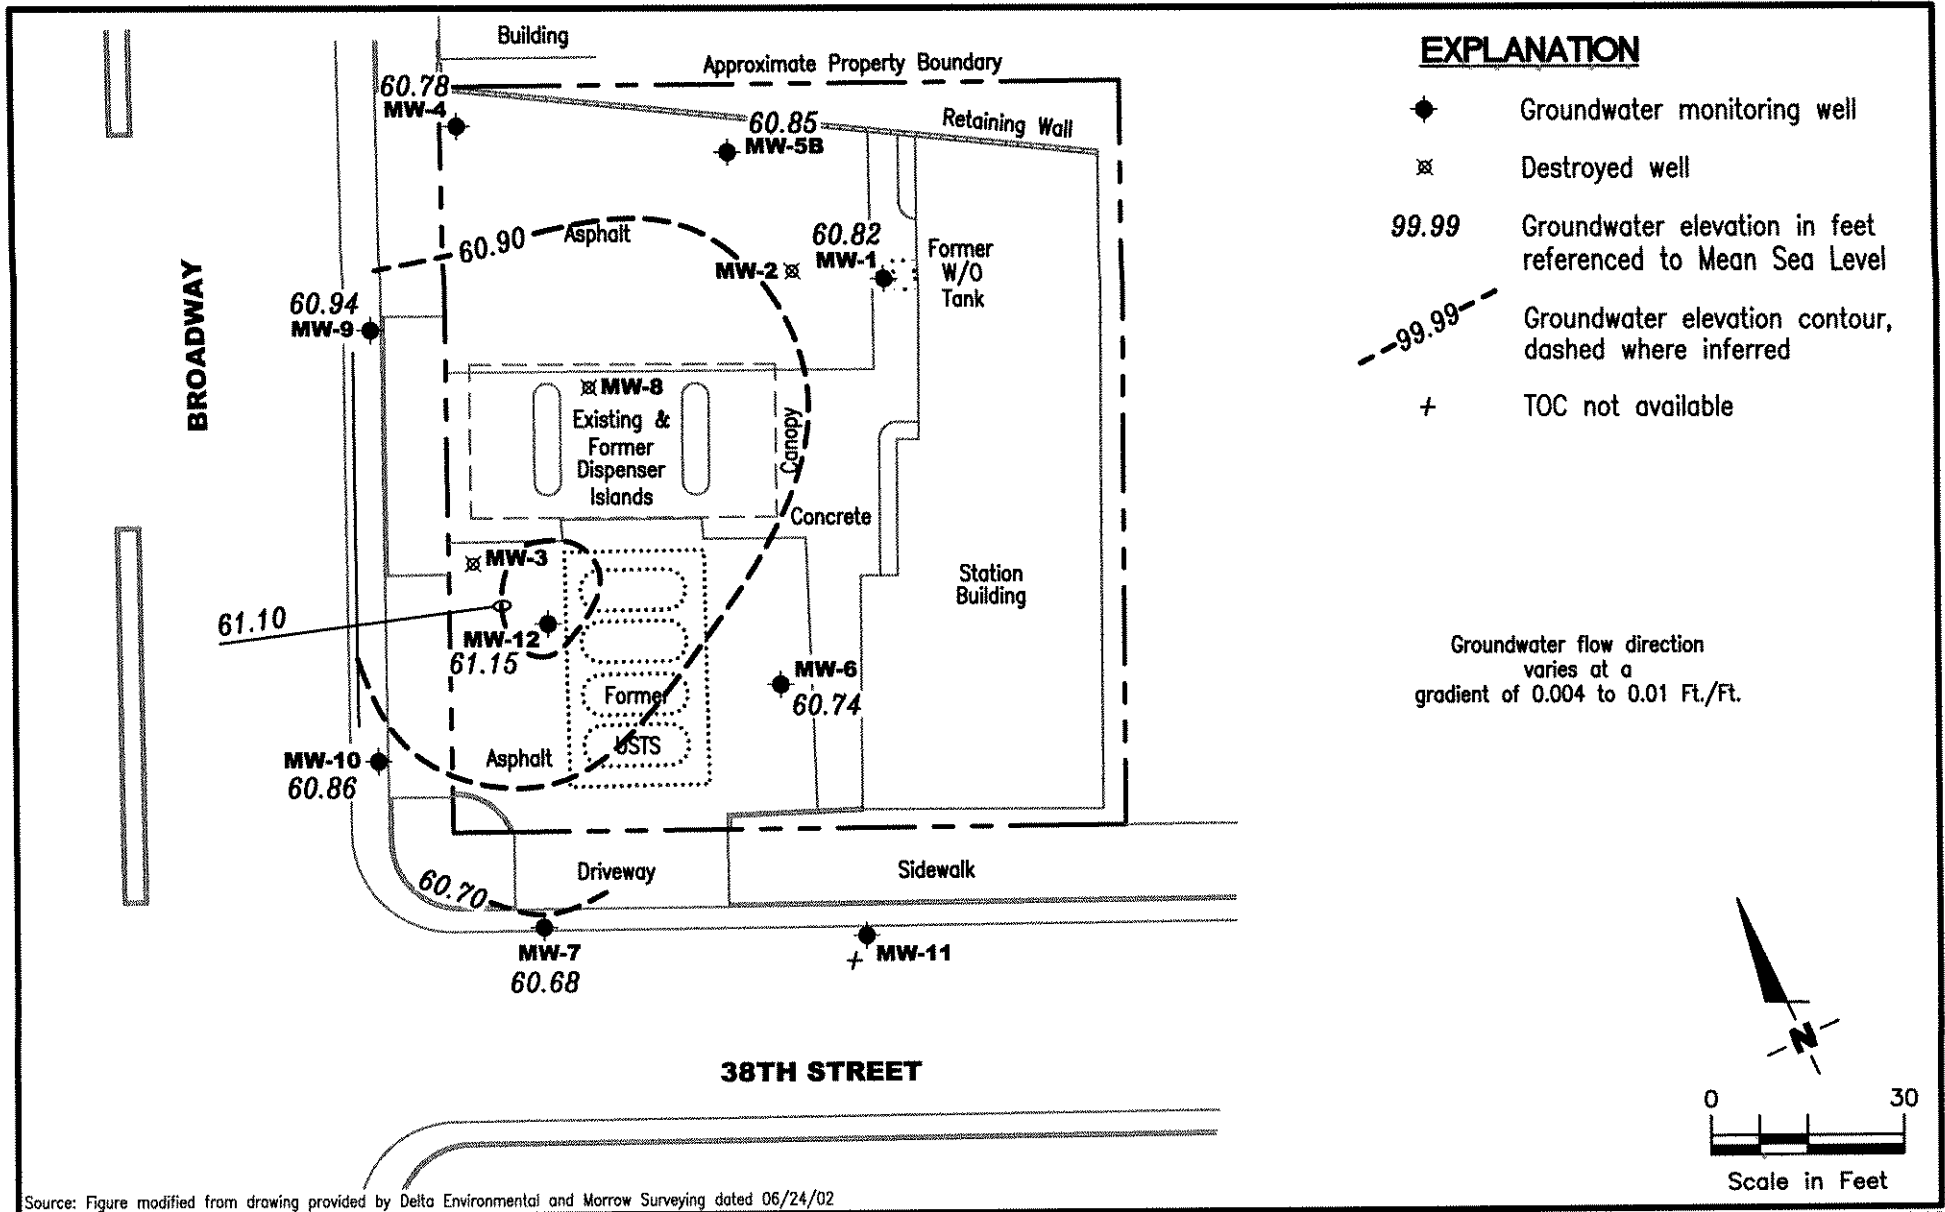 Building
Approximate Property Boundary
60.78
MW-4
60.85
MW-5B
Retaining Wall
60.90
Asphalt
MW-2
60.82
MW-1
Former
W/O
Tank
60.94
MW-9
BROADWAY
MW-8
Existing &
Former
Dispenser
Islands
Canopy
Concrete
MW-3
61.10
MW-12
61.15
Station
Building
Former
USTS
MW-6
60.74
MW-10
60.86
Asphalt
60.70
Driveway
Sidewalk
MW-7
60.68
+
MW-11
38TH STREET
EXPLANATION
Groundwater monitoring well
Destroyed well
99.99
Groundwater elevation in feet
referenced to Mean Sea Level
99.99
Groundwater elevation contour,
dashed where inferred
+ TOC not available
Groundwater flow direction
varies at a
gradient of 0.004 to 0.01 Ft./Ft.
N
0 30
Scale in Feet
Source: Figure modified from drawing provided by Delta Environmental and Morrow Surveying dated 06/24/02